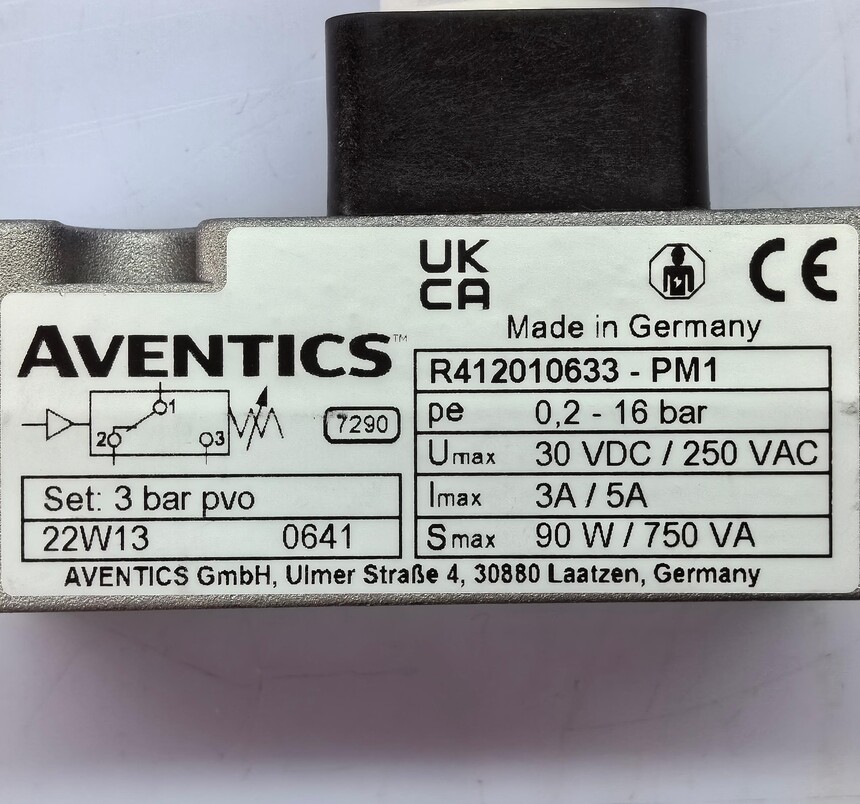 UK
CA
CE
Made in Germany
AVENTICS™
R412010633 - PM1
pe 0,2 - 16 bar
Umax 30 VDC / 250 VAC
Imax 3A / 5A
Smax 90 W / 750 VA
1
2 3
7290
Set: 3 bar pvo
22W13 0641
AVENTICS GmbH, Ulmer Straße 4, 30880 Laatzen, Germany